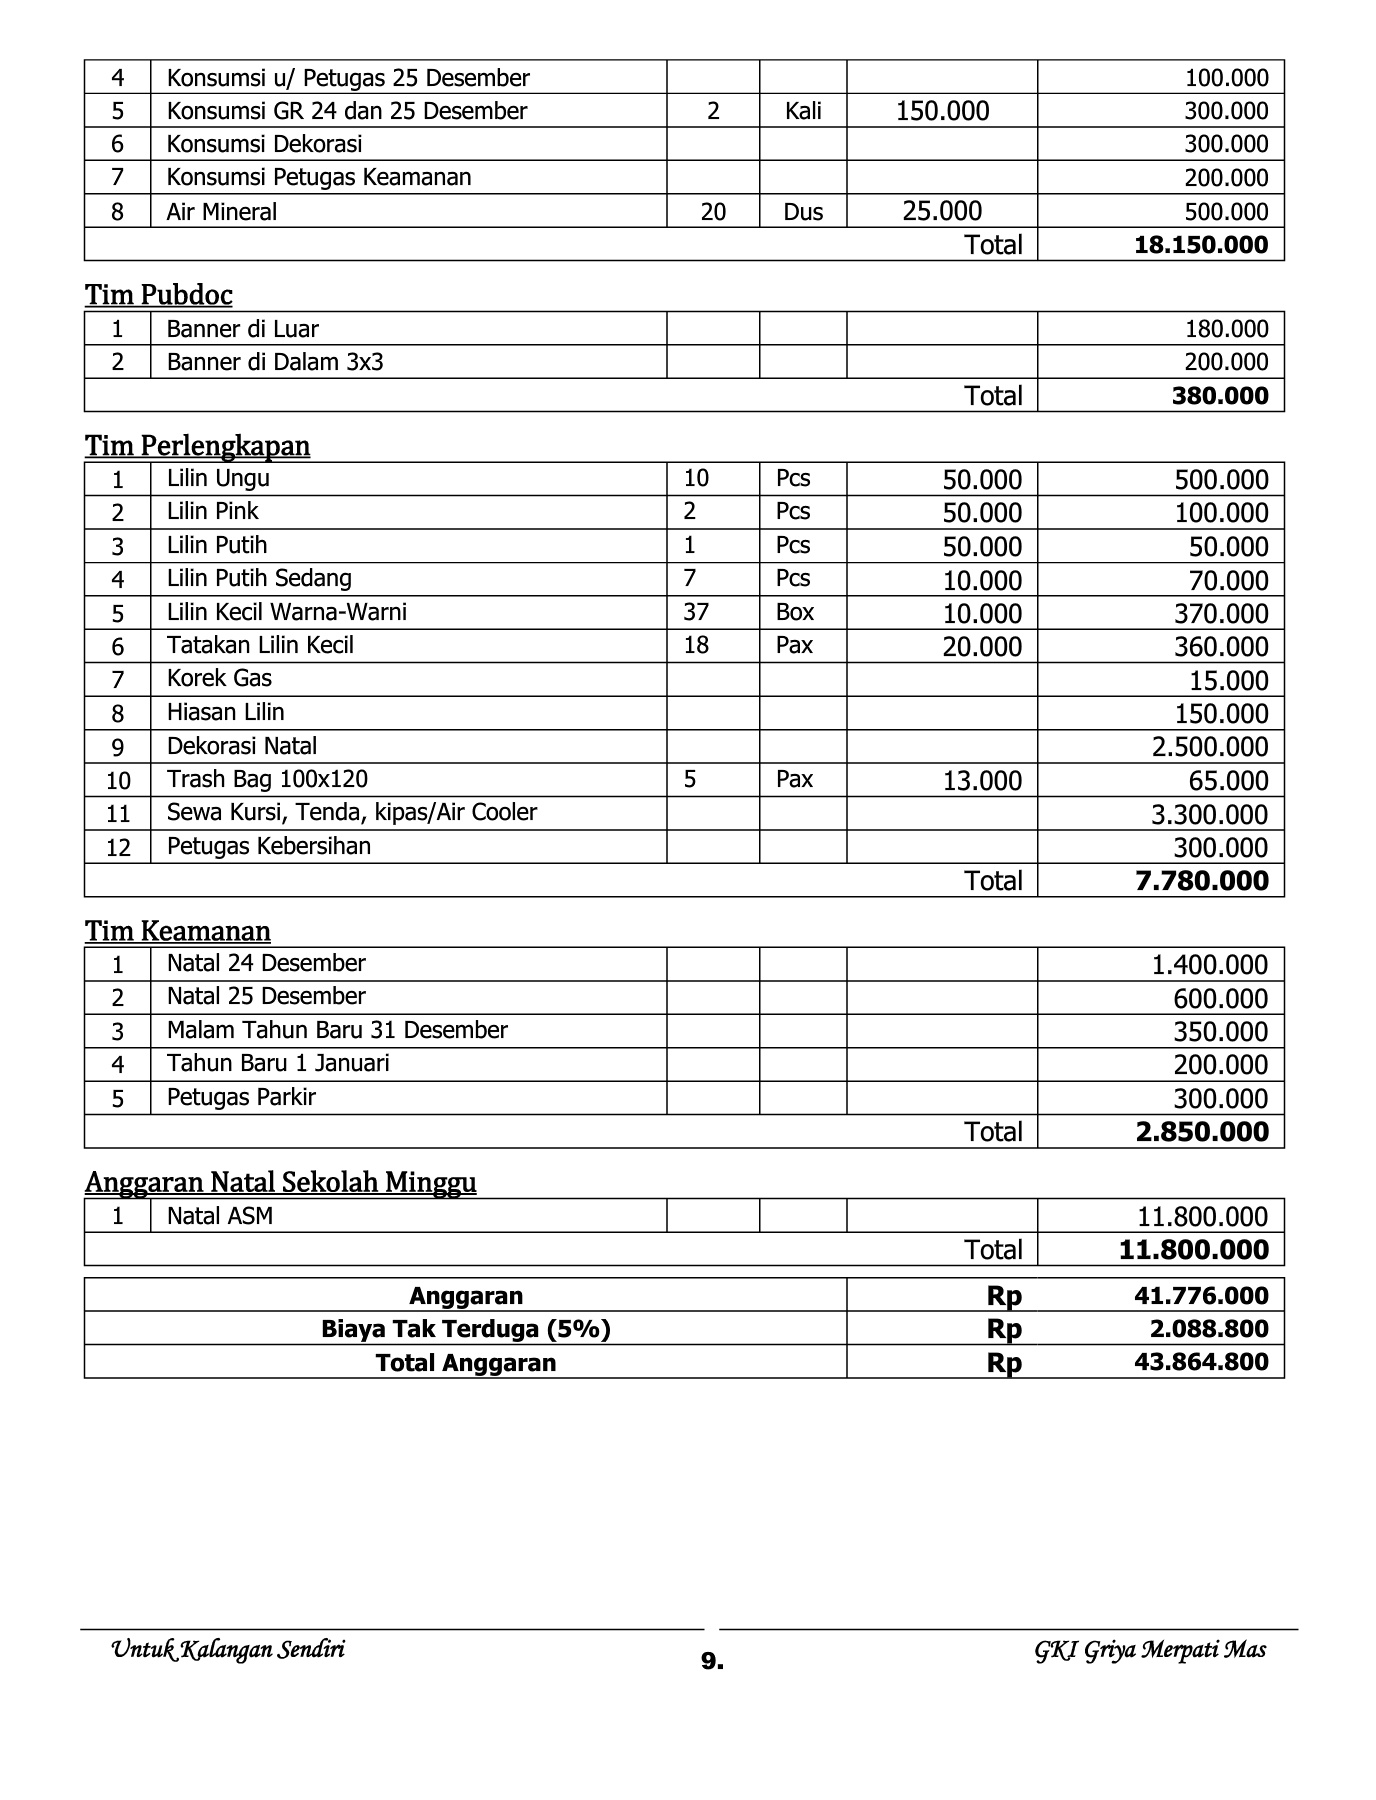 4 Konsumsi u/ Petugas 25 Desember 100.000
5 Konsumsi GR 24 dan 25 Desember 2 Kali 150.000 300.000
6 Konsumsi Dekorasi 300.000
7 Konsumsi Petugas Keamanan 200.000
8 Air Mineral 20 Dus 25.000 500.000
Total 18.150.000
Tim Pubdoc
1 Banner di Luar 180.000
2 Banner di Dalam 3x3 200.000
Total 380.000
Tim Perlengkapan
1 Lilin Ungu 10 Pcs 50.000 500.000
2 Lilin Pink 2 Pcs 50.000 100.000
3 Lilin Putih 1 Pcs 50.000 50.000
4 Lilin Putih Sedang 7 Pcs 10.000 70.000
5 Lilin Kecil Warna-Warni 37 Box 10.000 370.000
6 Tatakan Lilin Kecil 18 Pax 20.000 360.000
7 Korek Gas 15.000
8 Hiasan Lilin 150.000
9 Dekorasi Natal 2.500.000
10 Trash Bag 100x120 5 Pax 13.000 65.000
11 Sewa Kursi, Tenda, kipas/Air Cooler 3.300.000
12 Petugas Kebersihan 300.000
Total 7.780.000
Tim Keamanan
1 Natal 24 Desember 1.400.000
2 Natal 25 Desember 600.000
3 Malam Tahun Baru 31 Desember 350.000
4 Tahun Baru 1 Januari 200.000
5 Petugas Parkir 300.000
Total 2.850.000
Anggaran Natal Sekolah Minggu
1 Natal ASM 11.800.000
Total 11.800.000
Anggaran Rp 41.776.000
Biaya Tak Terduga (5%) Rp 2.088.800
Total Anggaran Rp 43.864.800
Untuk Kalangan Sendiri 9. GKI Griya Merpati Mas